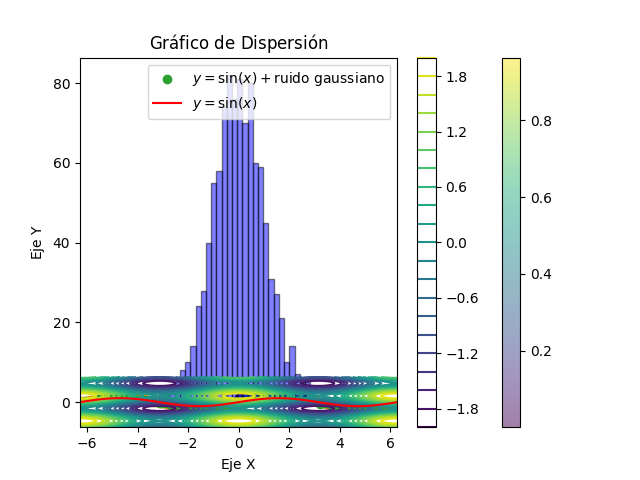 Gráfico de Dispersión
y = sin(x) + ruido gaussiano
y = sin(x)
Eje Y
80
60
40
20
0
−6 −4 −2 0 2 4 6
Eje X
1.8
1.2
0.6
0.0
−0.6
−1.2
−1.8
0.8
0.6
0.4
0.2